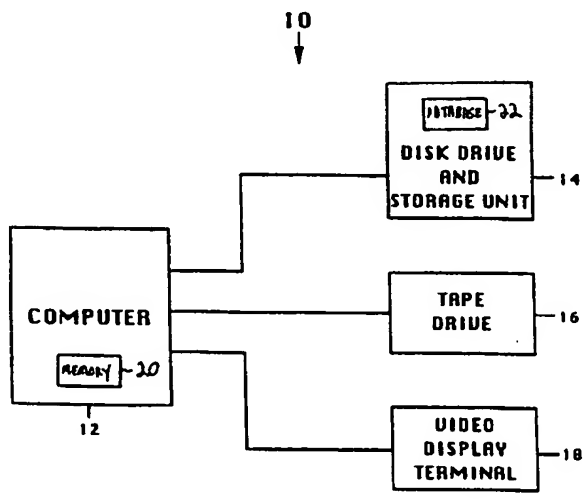 10
DATABASE 22
DISK DRIVE
AND
STORAGE UNIT
14
COMPUTER
MEMORY 20
12
TAPE
DRIVE
16
VIDEO
DISPLAY
TERMINAL
18